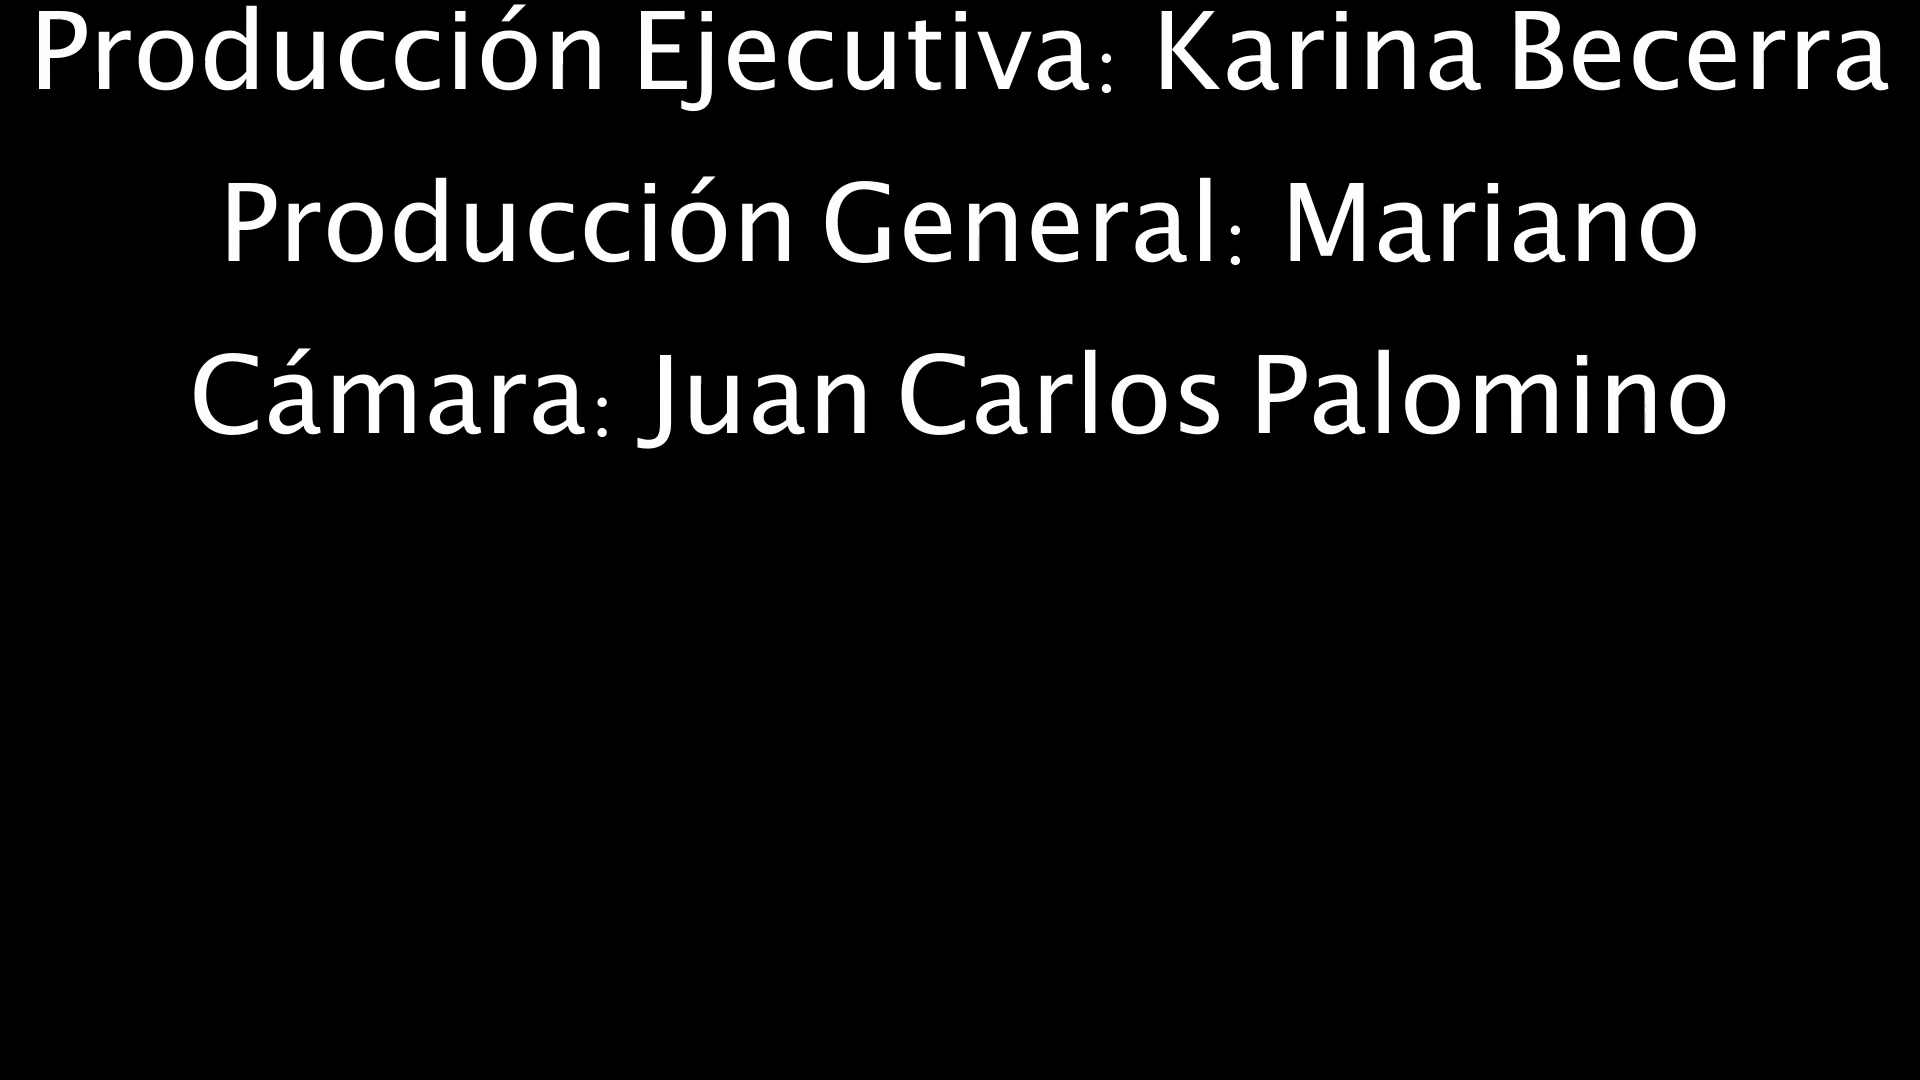 Producción Ejecutiva: Karina Becerra
Producción General: Mariano
Cámara: Juan Carlos Palomino